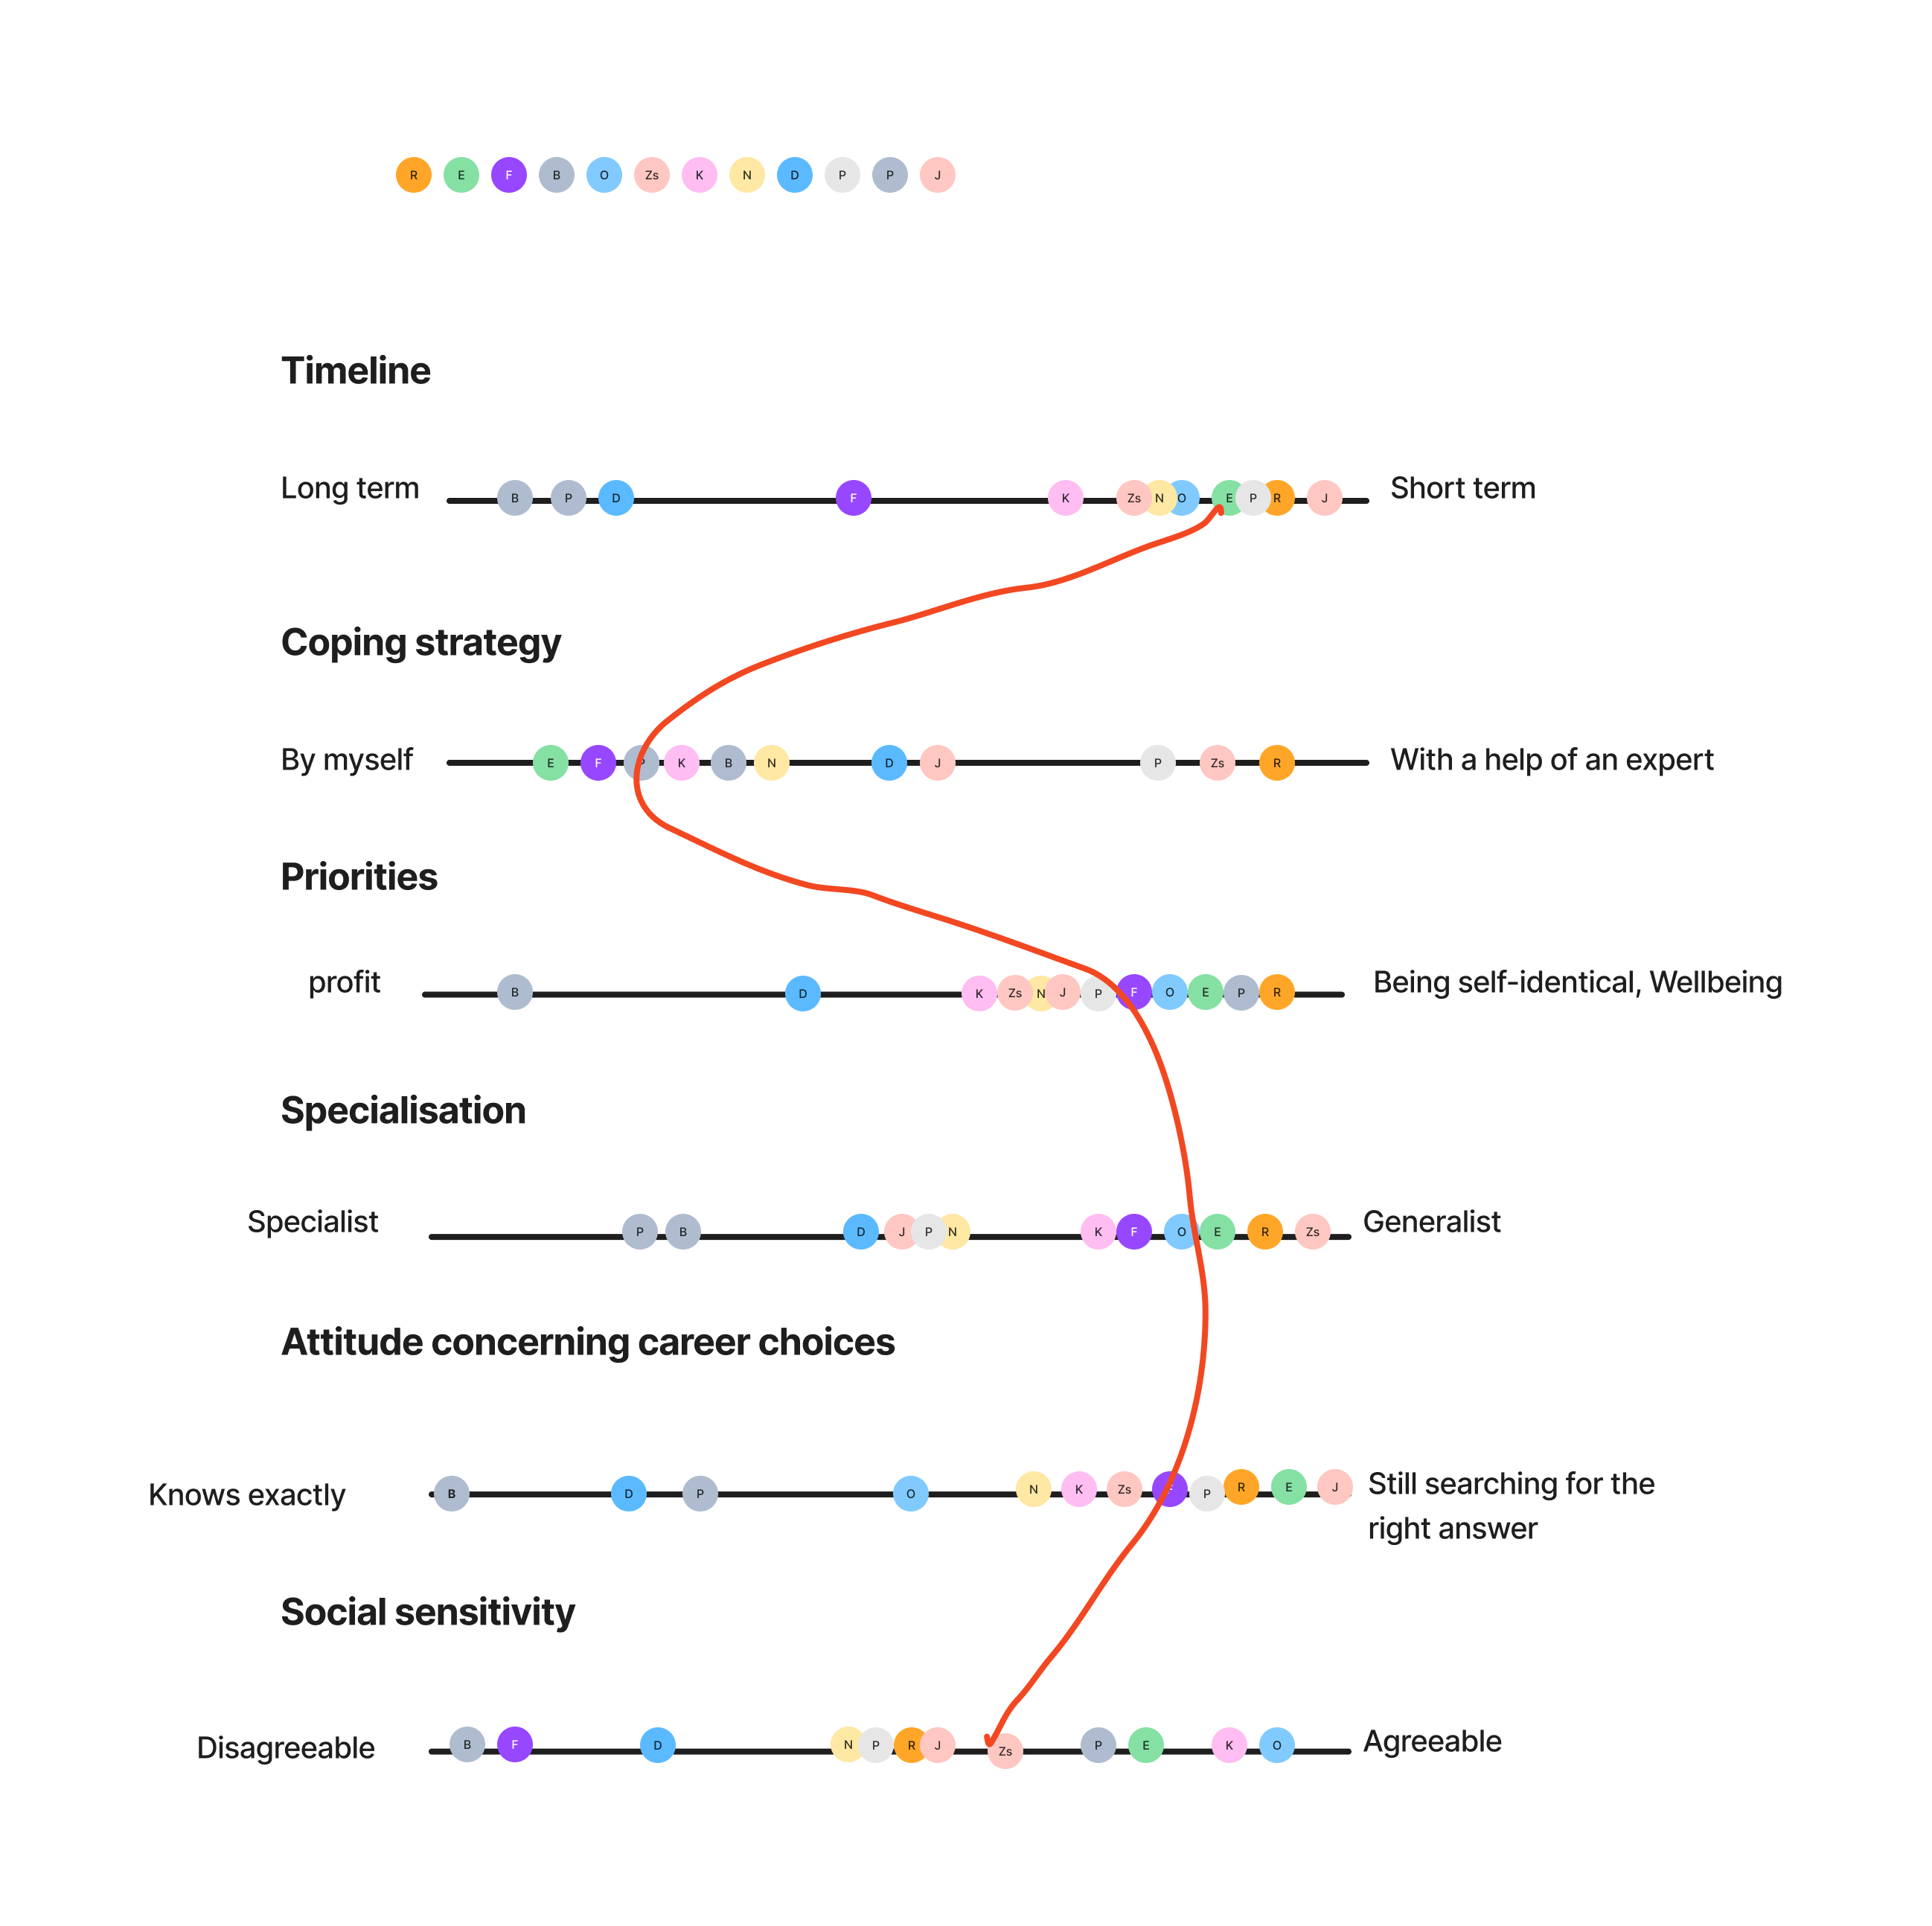 R E F B O Zs K N D P P J
Timeline
Long term B P D F K Zs N O E P R J Short term
Coping strategy
By myself E F P K B N D J P Zs R With a help of an expert
Priorities
profit B D K Zs N J P F O E P R Being self-identical, Wellbeing
Specialisation
Specialist P B D J P N K F O E R Zs Generalist
Attitude concerning career choices
Knows exactly B D P O N K Zs F P R E J Still searching for the
right answer
Social sensitivity
Disagreeable B F D N P R J Zs P E K O Agreeable